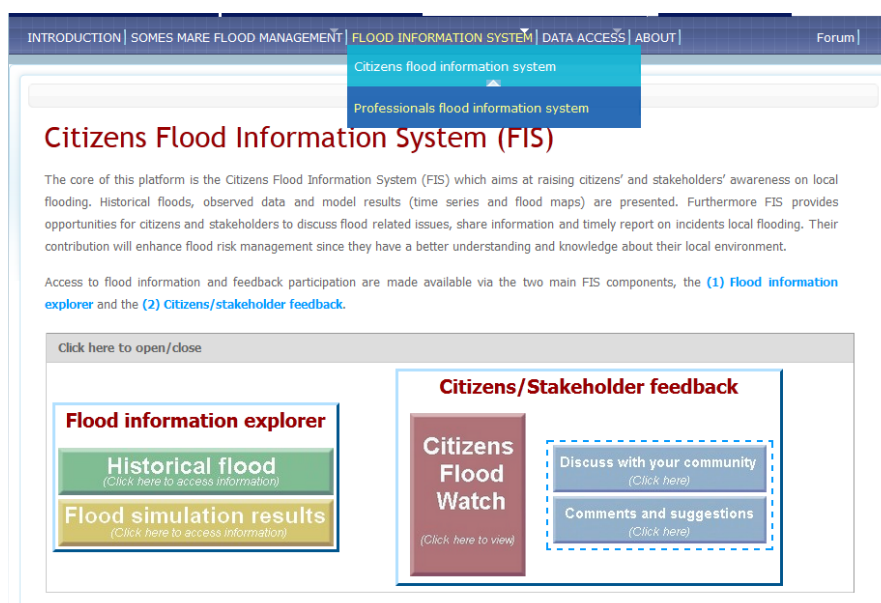 INTRODUCTION| SOMES MARE FLOOD MANAGEMENT| FLOOD INFORMATION SYSTEM| DATA ACCESS| ABOUT| Forum|
Citizens flood information system
Professionals flood information system
Citizens Flood Information System (FIS)
The core of this platform is the Citizens Flood Information System (FIS) which aims at raising citizens’ and stakeholders’ awareness on local
flooding. Historical floods, observed data and model results (time series and flood maps) are presented. Furthermore FIS provides
opportunities for citizens and stakeholders to discuss flood related issues, share information and timely report on incidents local flooding. Their
contribution will enhance flood risk management since they have a better understanding and knowledge about their local environment.
Access to flood information and feedback participation are made available via the two main FIS components, the (1) Flood information
explorer and the (2) Citizens/stakeholder feedback.
Click here to open/close
Flood information explorer
Historical flood
(Click here to access information)
Flood simulation results
(Click here to access information)
Citizens/Stakeholder feedback
Citizens
Flood
Watch
(Click here to view)
Discuss with your community
(Click here)
Comments and suggestions
(Click here)